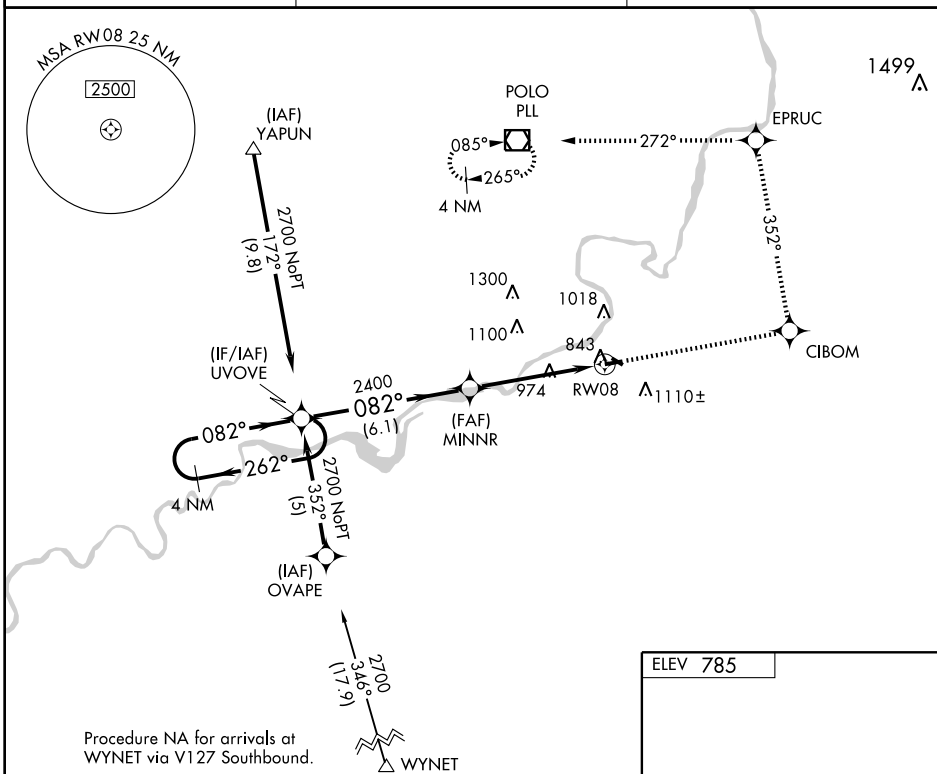 MSA RW08 25 NM
2500
1499
(IAF)
YAPUN
POLO
PLL
EPRUC
085°
272°
265°
4 NM
2700 NoPT
172°
(9.8)
352°
1300
1018
1100
(IF/IAF)
UVOVE
843
CIBOM
2400
082°
(6.1)
974
RW08
1110±
(FAF)
MINNR
082°
262°
4 NM
2700 NoPT
352°
(5)
(IAF)
OVAPE
2700
346°
(17.9)
ELEV 785
Procedure NA for arrivals at
WYNET via V127 Southbound.
WYNET